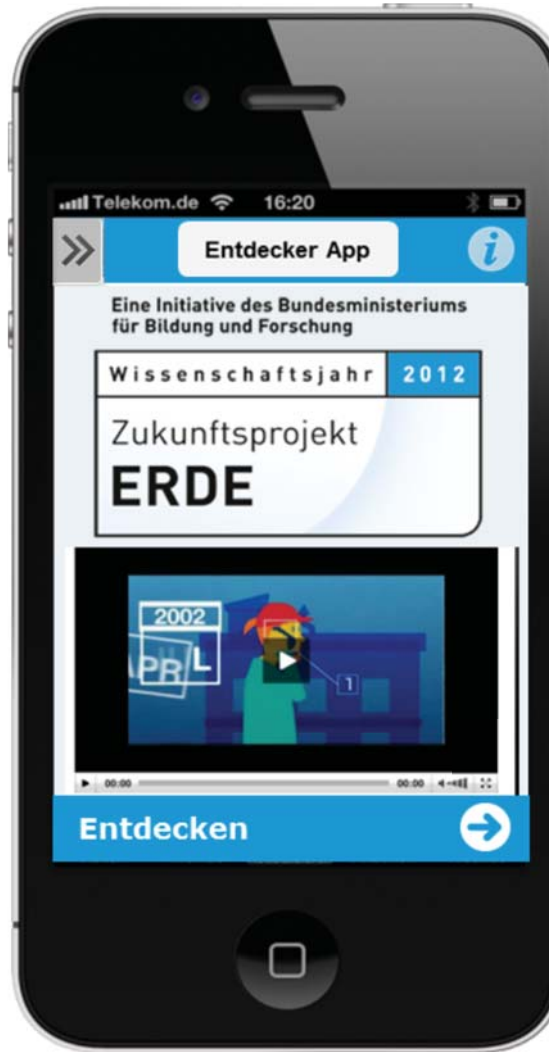 Telekom.de 16:20
Entdecker App
Eine Initiative des Bundesministeriums
für Bildung und Forschung
Wissenschaftsjahr 2012
Zukunftsprojekt
ERDE
2002
APRIL
1
00:00 00:00
Entdecken